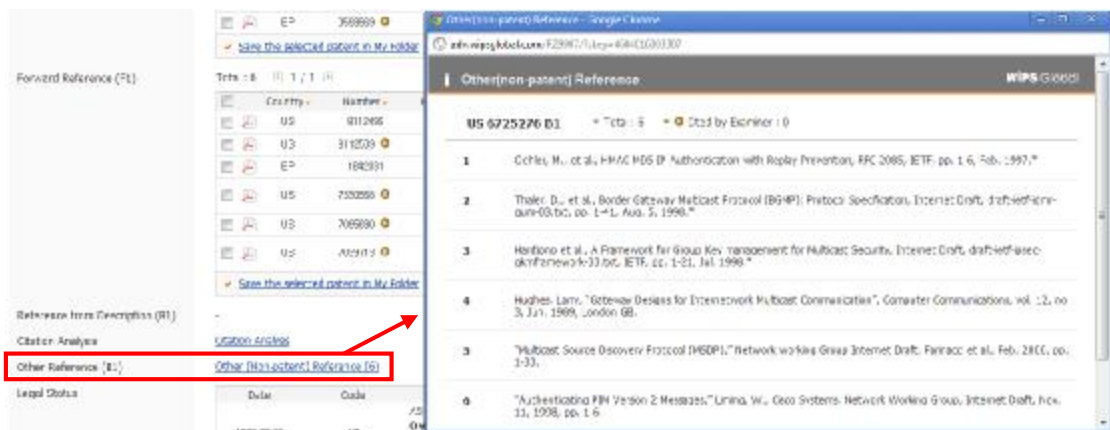 EP
Save the selected patent in My Folder
Forward Reference (F1)
Total : 6 1 / 1
Country Number
US
US
EP
US
US
US
Save the selected patent in My Folder
Reference from Description (B1)
-
Citation Analysis Citation Analysis
Other Reference (B1) Other (Non-patent) Reference (6)
Legal Status
Date Code
Other(non-patent) Reference - Google Chrome
Other(non-patent) Reference
WIPS Global
US 6725276 B1 Total : 6 Cited by Examiner : 0
1 et al., HMAC-MD5 IP Authentication with Replay Prevention, RFC 2085, IETF, pp. 1-6, Feb. 1997.*
2 Thaler, D., et al., Border Gateway Multicast Protocol (BGMP): Protocol Specification, Internet Draft,
Aug. 5, 1998.*
3 et al., A Framework for Group Key management for Multicast Security, Internet Draft,
IETF, pp. 1-21, Jul. 1998.*
4 Hughes, Larry, "Gateway Designs for Internetwork Multicast Communication", Computer Communications, vol. 12, no.
3, Jun. 1989, London GB.
"Multicast Source Discovery Protocol (MSDP)," Network working Group Internet Draft, Farinacci et al., Feb. 2000, pp.
1-33.
"Authenticating PIM Version 2 Messages," Liming, W., Cisco Systems, Network Working Group, Internet Draft, Nov.
11, 1998, pp. 1-6